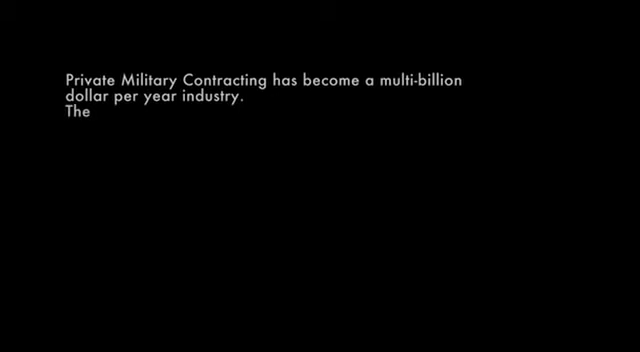 Private Military Contracting has become a multi-billion
dollar per year industry.
The